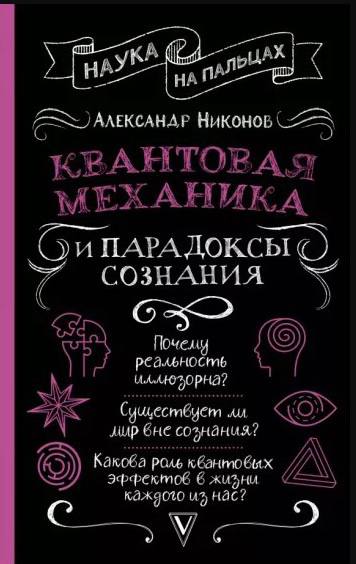 НАУКА НА ПАЛЬЦАХ
АЛЕКСАНДР НИКОНОВ
КВАНТОВАЯ
МЕХАНИКА
И ПАРАДОКСЫ
СОЗНАНИЯ
Почему
реальность
иллюзорна?
Существует ли
мир вне сознания?
Какова роль квантовых
эффектов в жизни
каждого из нас?
V